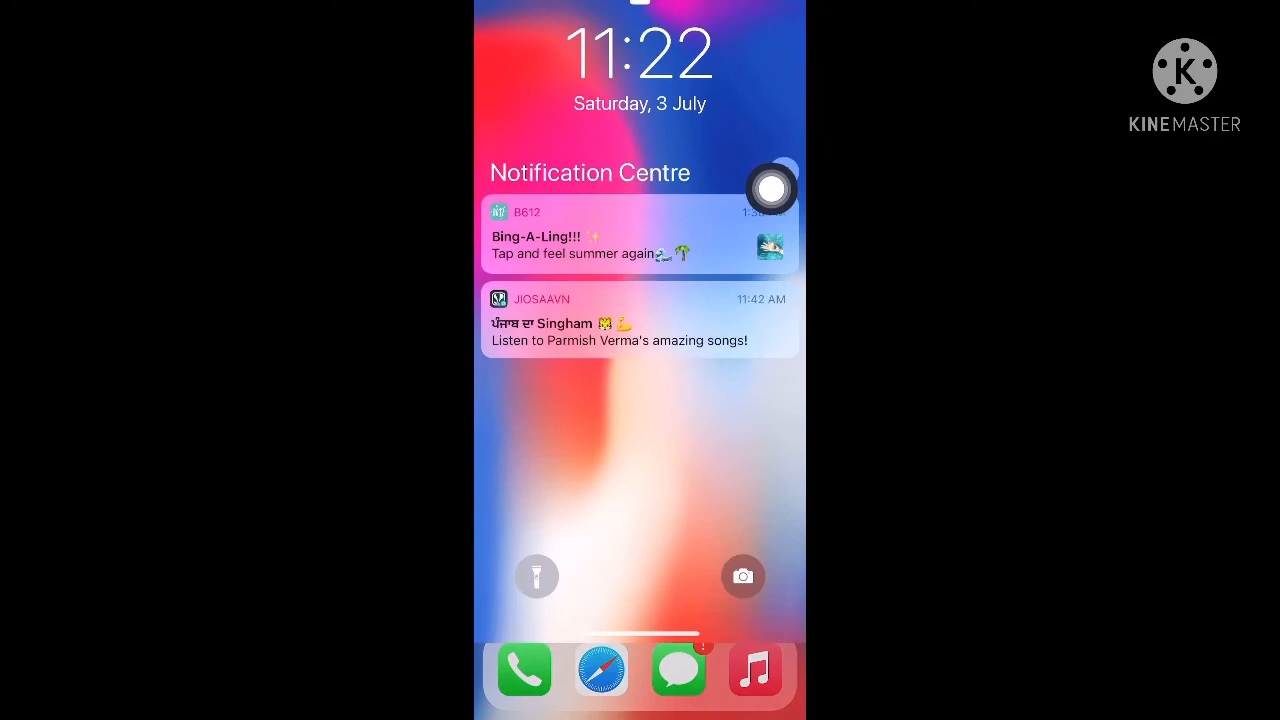 11:22
Saturday, 3 July
KINEMASTER
Notification Centre
B612
Bing-A-Ling!!! ✨
Tap and feel summer again🌊🌴
JIOSAAVN 11:42 AM
ਪੰਜਾਬ ਦਾ Singham 🐯💪
Listen to Parmish Verma's amazing songs!